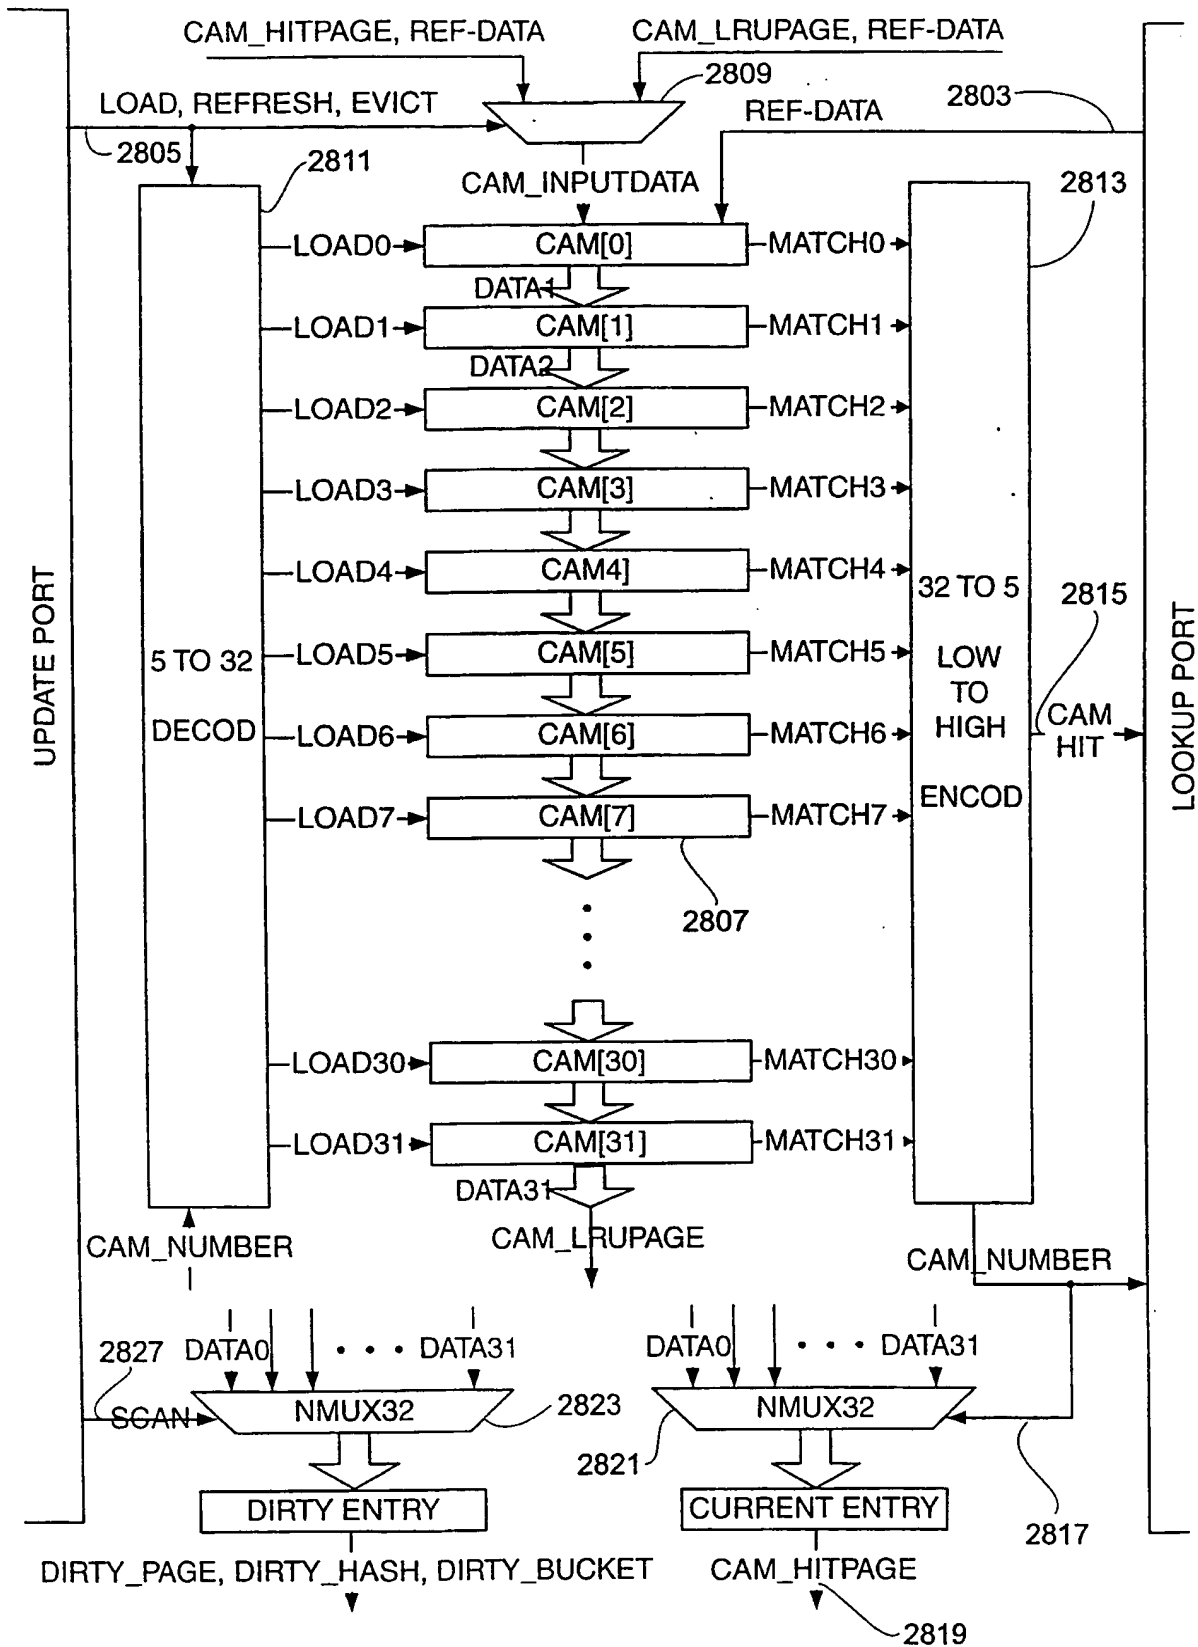 CAM_HITPAGE, REF-DATA
CAM_LRUPAGE, REF-DATA
2809
LOAD, REFRESH, EVICT
REF-DATA
2803
2805
2811
CAM_INPUTDATA
2813
LOAD0
CAM[0]
MATCH0
DATA1
LOAD1
CAM[1]
MATCH1
DATA2
LOAD2
CAM[2]
MATCH2
LOAD3
CAM[3]
MATCH3
LOAD4
CAM4]
MATCH4
LOAD5
CAM[5]
MATCH5
LOAD6
CAM[6]
MATCH6
LOAD7
CAM[7]
MATCH7
2807
LOAD30
CAM[30]
MATCH30
LOAD31
CAM[31]
MATCH31
DATA31
CAM_LRUPAGE
UPDATE PORT
5 TO 32
DECOD
32 TO 5
LOW
TO
HIGH
ENCOD
2815
CAM
HIT
LOOKUP PORT
CAM_NUMBER
CAM_NUMBER
2827
DATA0
DATA31
SCAN
NMUX32
2823
DATA0
DATA31
NMUX32
2821
2817
DIRTY ENTRY
CURRENT ENTRY
DIRTY_PAGE, DIRTY_HASH, DIRTY_BUCKET
CAM_HITPAGE
2819